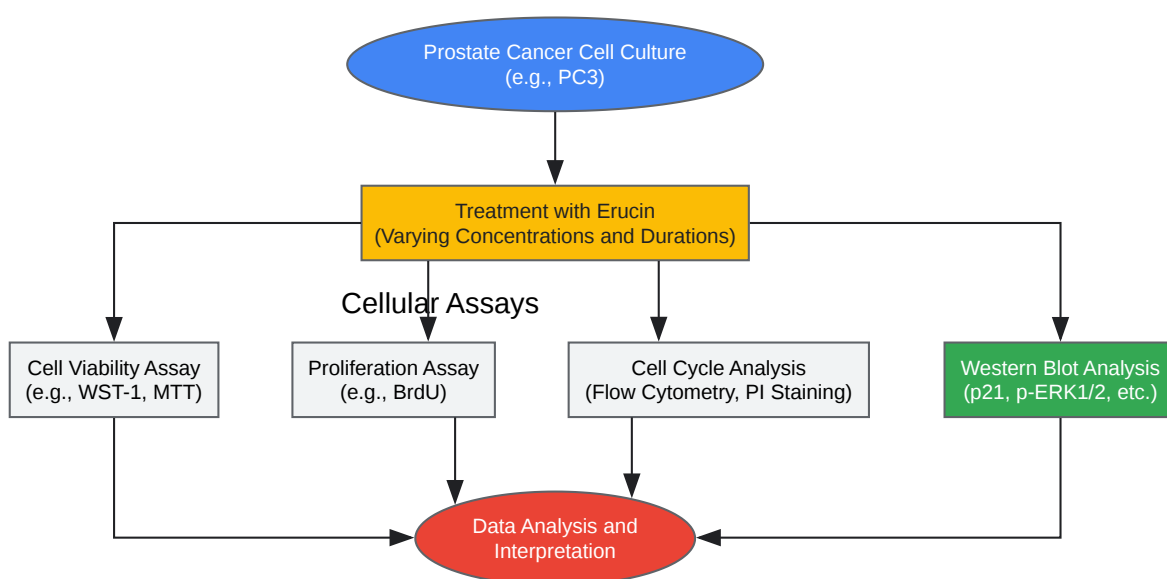 Prostate Cancer Cell Culture
(e.g., PC3)
Treatment with Erucin
(Varying Concentrations and Durations)
Cellular Assays
Cell Viability Assay
(e.g., WST-1, MTT)
Proliferation Assay
(e.g., BrdU)
Cell Cycle Analysis
(Flow Cytometry, PI Staining)
Western Blot Analysis
(p21, p-ERK1/2, etc.)
Data Analysis and
Interpretation